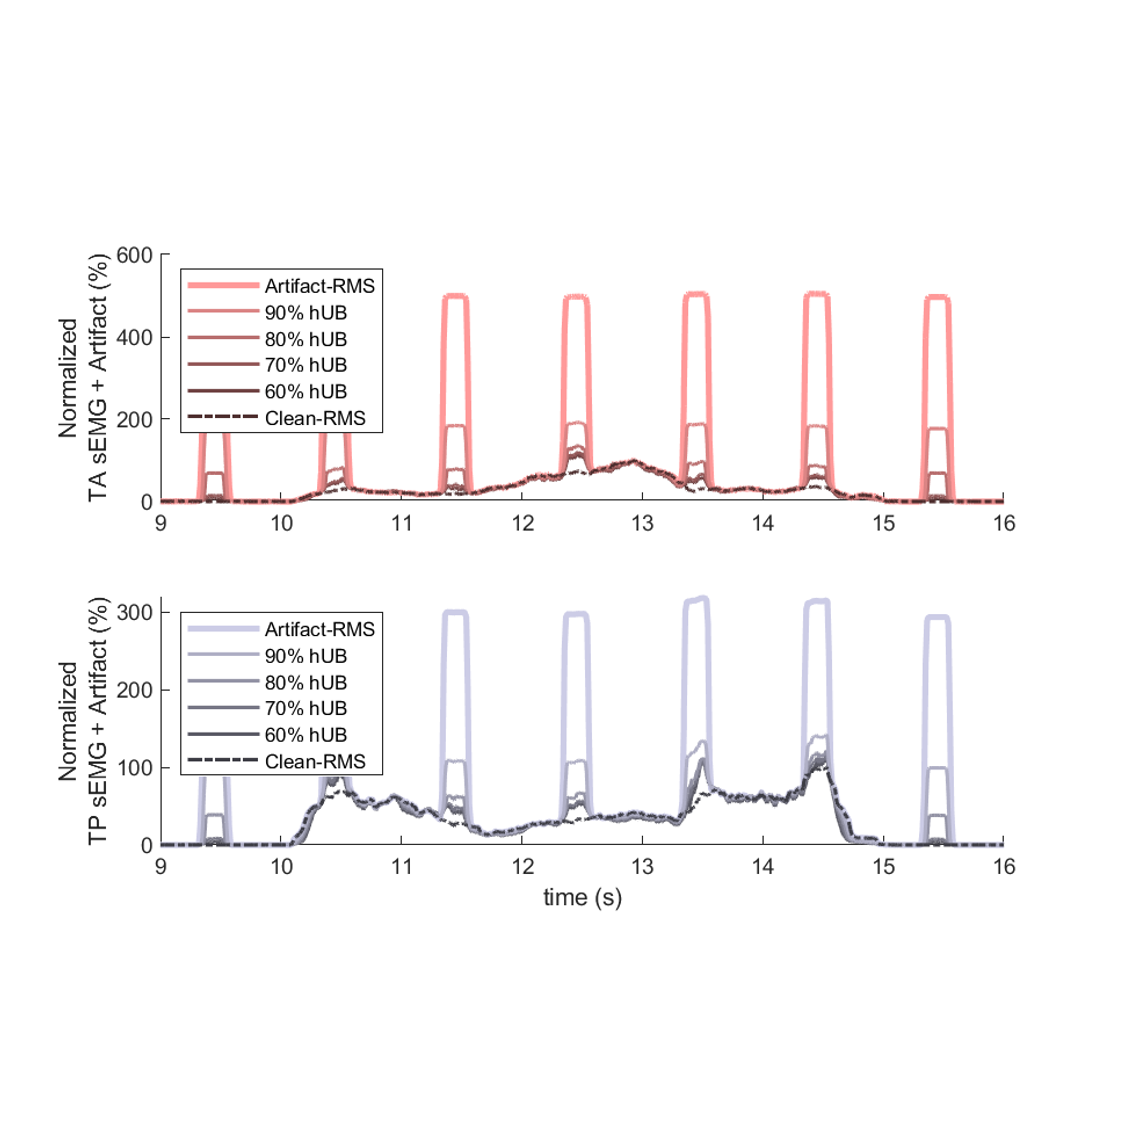 Normalized
TA sEMG + Artifact (%)
600
400
200
0
Artifact-RMS
90% hUB
80% hUB
70% hUB
60% hUB
Clean-RMS
9 10 11 12 13 14 15 16
Normalized
TP sEMG + Artifact (%)
300
200
100
0
Artifact-RMS
90% hUB
80% hUB
70% hUB
60% hUB
Clean-RMS
9 10 11 12 13 14 15 16
time (s)